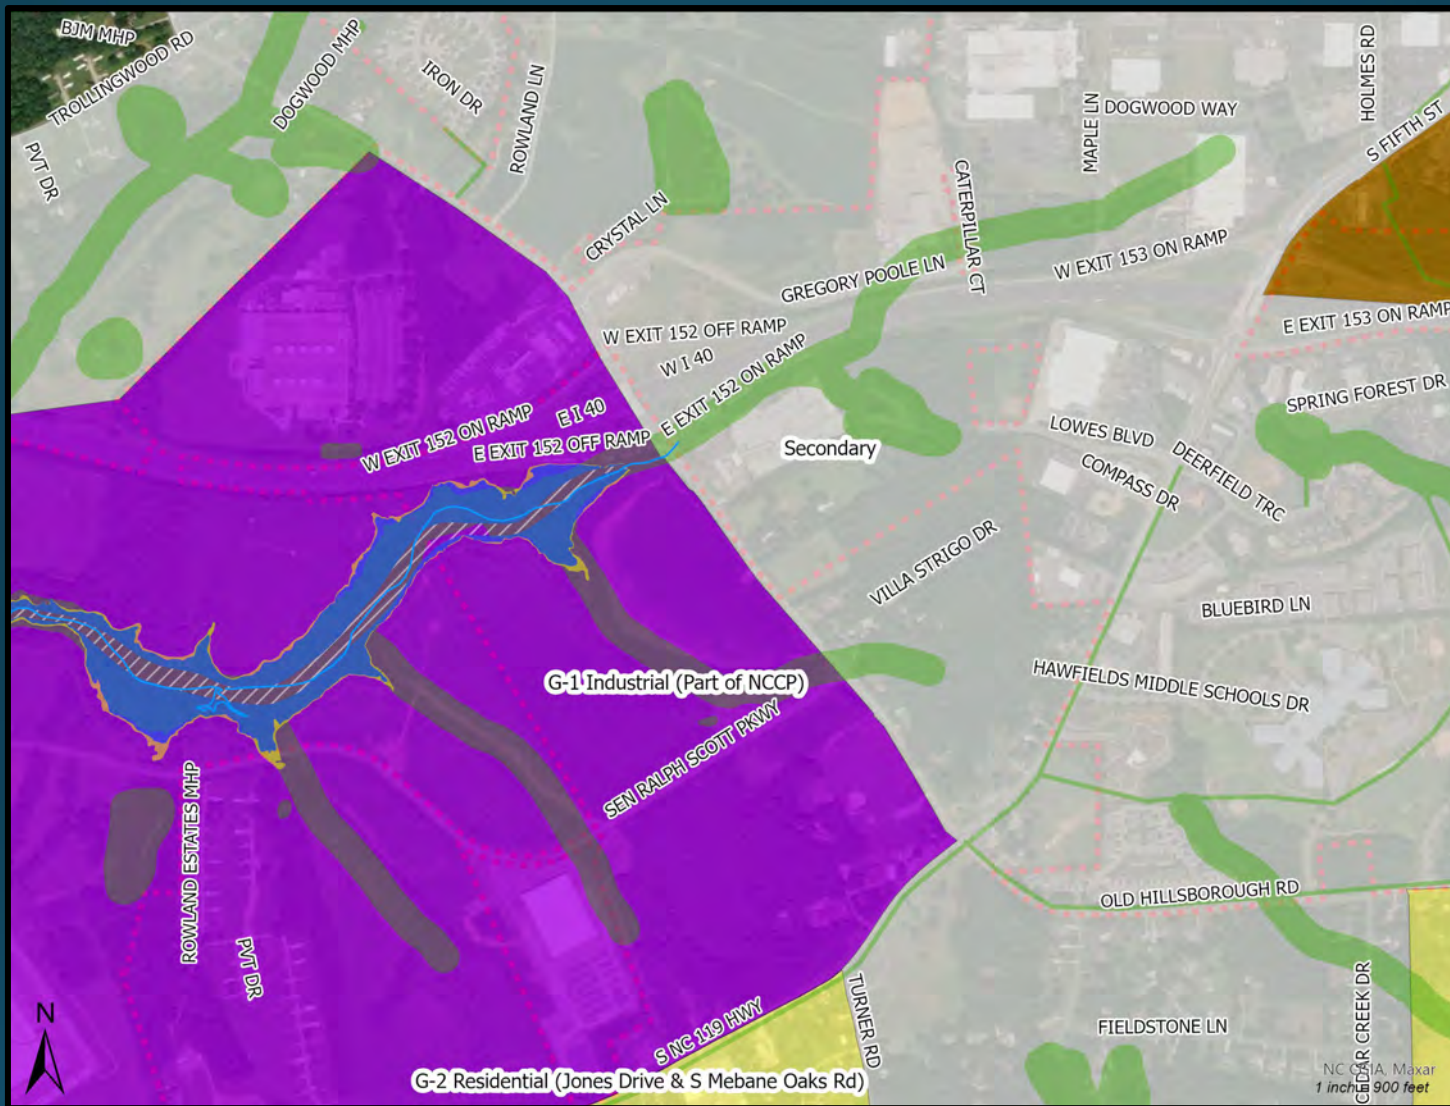 BJM MHP
TROLLINGWOOD RD
DOGWOOD MHP
IRON DR
ROWLAND LN
PVT DR
HOLMES RD
MAPLE LN
DOGWOOD WAY
S FIFTH ST
CRYSTAL LN
CATERPILLAR CT
GREGORY POOLE LN
W EXIT 153 ON RAMP
W EXIT 152 OFF RAMP
W I 40
E EXIT 152 ON RAMP
E EXIT 153 ON RAMP
SPRING FOREST DR
W EXIT 152 ON RAMP
E I 40
E EXIT 152 OFF RAMP
Secondary
LOWES BLVD
DEERFIELD TRC
COMPASS DR
VILLA STRIGO DR
BLUEBIRD LN
G-1 Industrial (Part of NCCP)
HAWFIELDS MIDDLE SCHOOLS DR
SEN RALPH SCOTT PKWY
ROWLAND ESTATES MHP
PVT DR
OLD HILLSBOROUGH RD
S NC 119 HWY
TURNER RD
FIELDSTONE LN
CEDAR CREEK DR
G-2 Residential (Jones Drive & S Mebane Oaks Rd)
N
Maxar
1 inch
900 feet